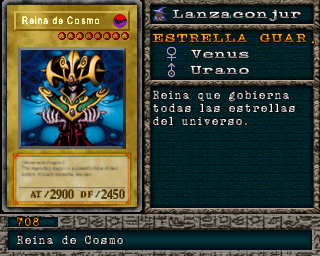 Reina de Cosmo
AT/2900 DF/2450
Lanzaconjur
ESTRELLA GUAR.
Venus
Urano
Reina que gobierna
todas las estrellas
del universo.
708
Reina de Cosmo